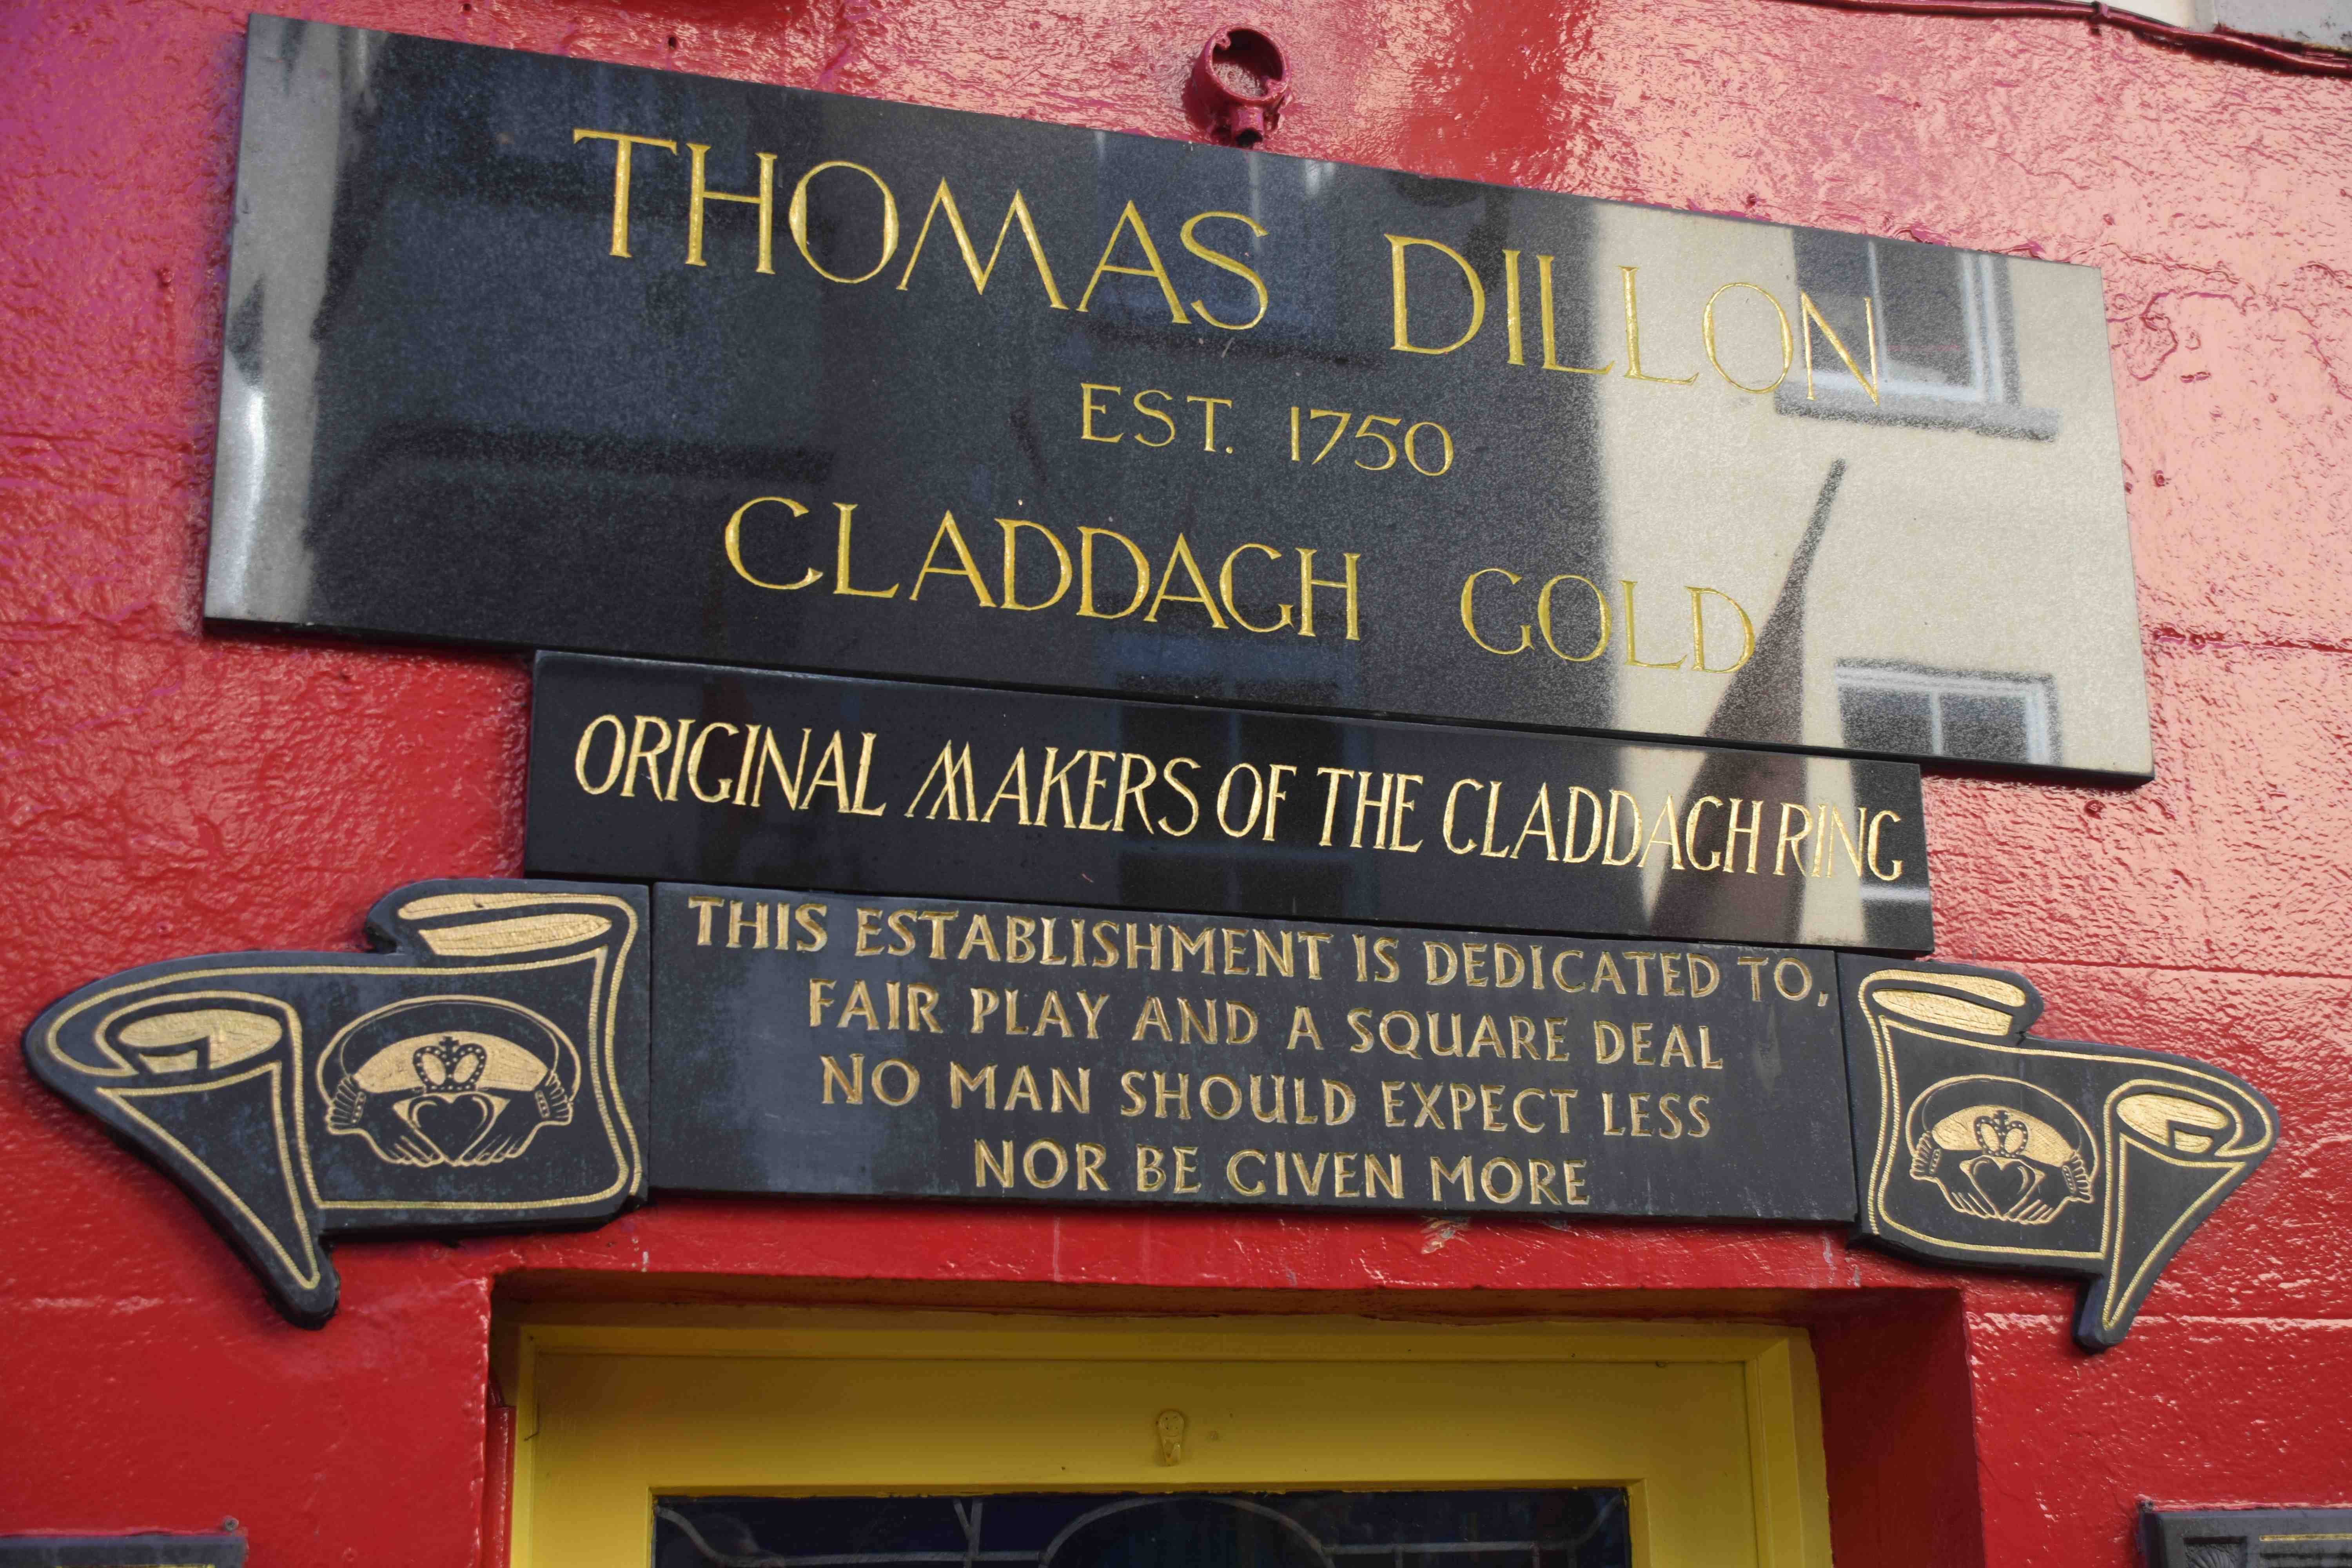 THOMAS DILLON
EST. 1750
CLADDAGH GOLD
ORIGINAL MAKERS OF THE CLADDAGH RING
THIS ESTABLISHMENT IS DEDICATED TO,
FAIR PLAY AND A SQUARE DEAL
NO MAN SHOULD EXPECT LESS
NOR BE GIVEN MORE